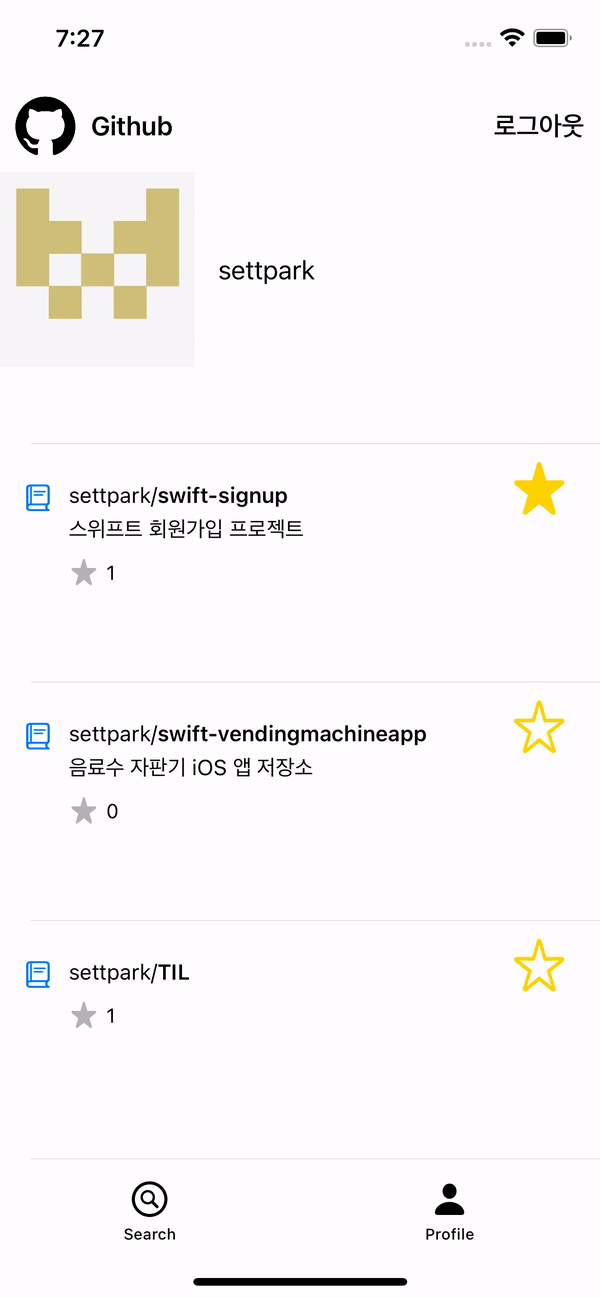 7:27
Github
로그아웃
settpark
settpark/swift-signup
스위프트 회원가입 프로젝트
1
settpark/swift-vendingmachineapp
음료수 자판기 iOS 앱 저장소
0
settpark/TIL
1
Search
Profile